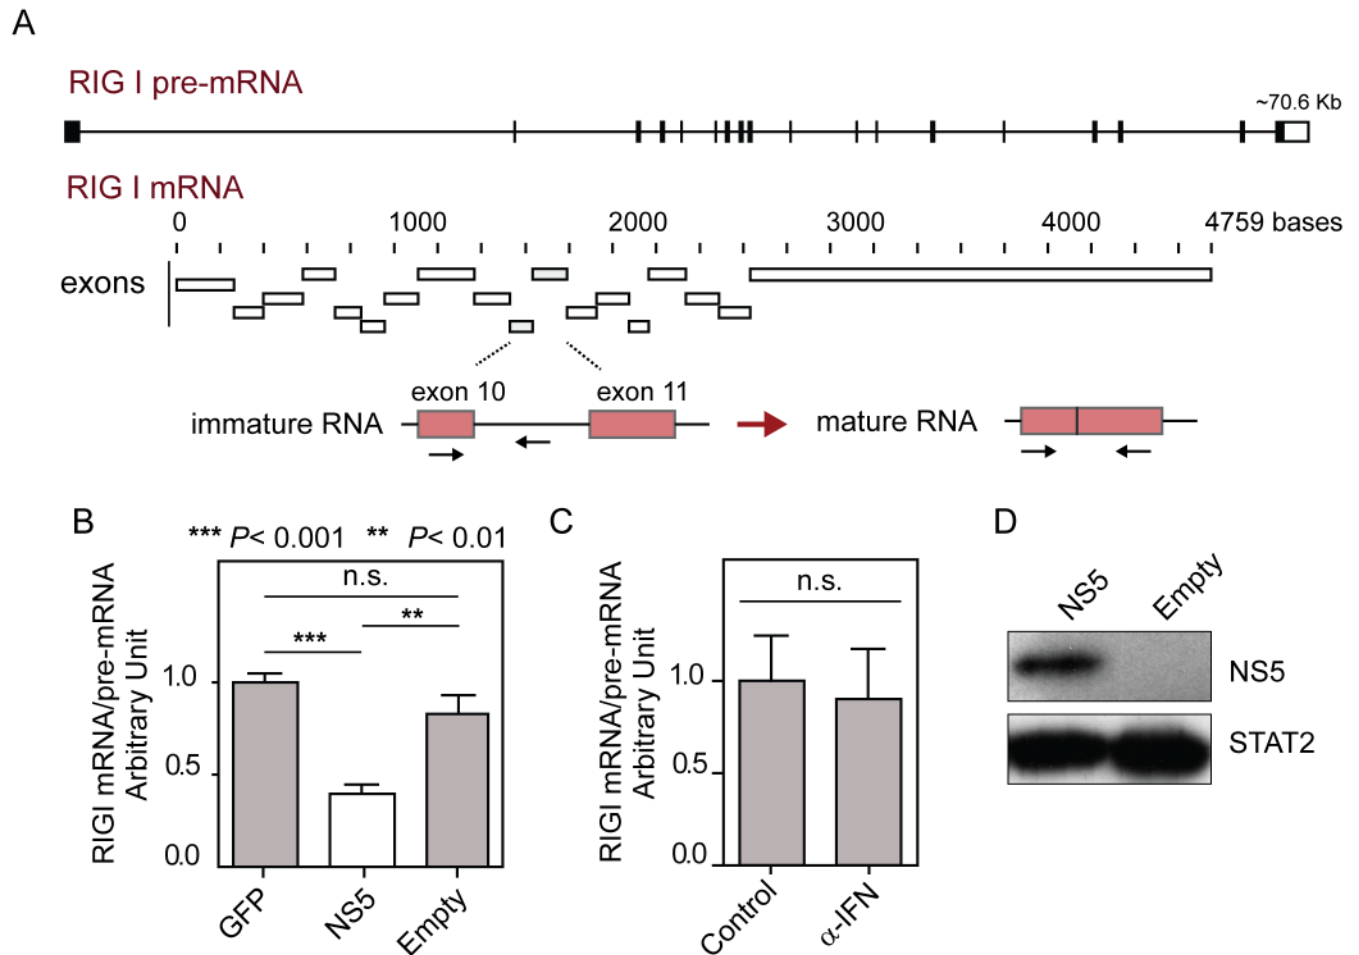 A
RIG I pre-mRNA
~70.6 Kb
RIG I mRNA
0 1000 2000 3000 4000 4759 bases
exons
exon 10 exon 11
immature RNA mature RNA
B
*** P< 0.001 ** P< 0.01
RIGI mRNA/pre-mRNA
Arbitrary Unit
n.s.
**
***
1.0
0.5
0.0
GFP NS5 Empty
C
RIGI mRNA/pre-mRNA
Arbitrary Unit
n.s.
1.0
0.5
0.0
Control α-IFN
D
NS5 Empty
NS5
STAT2